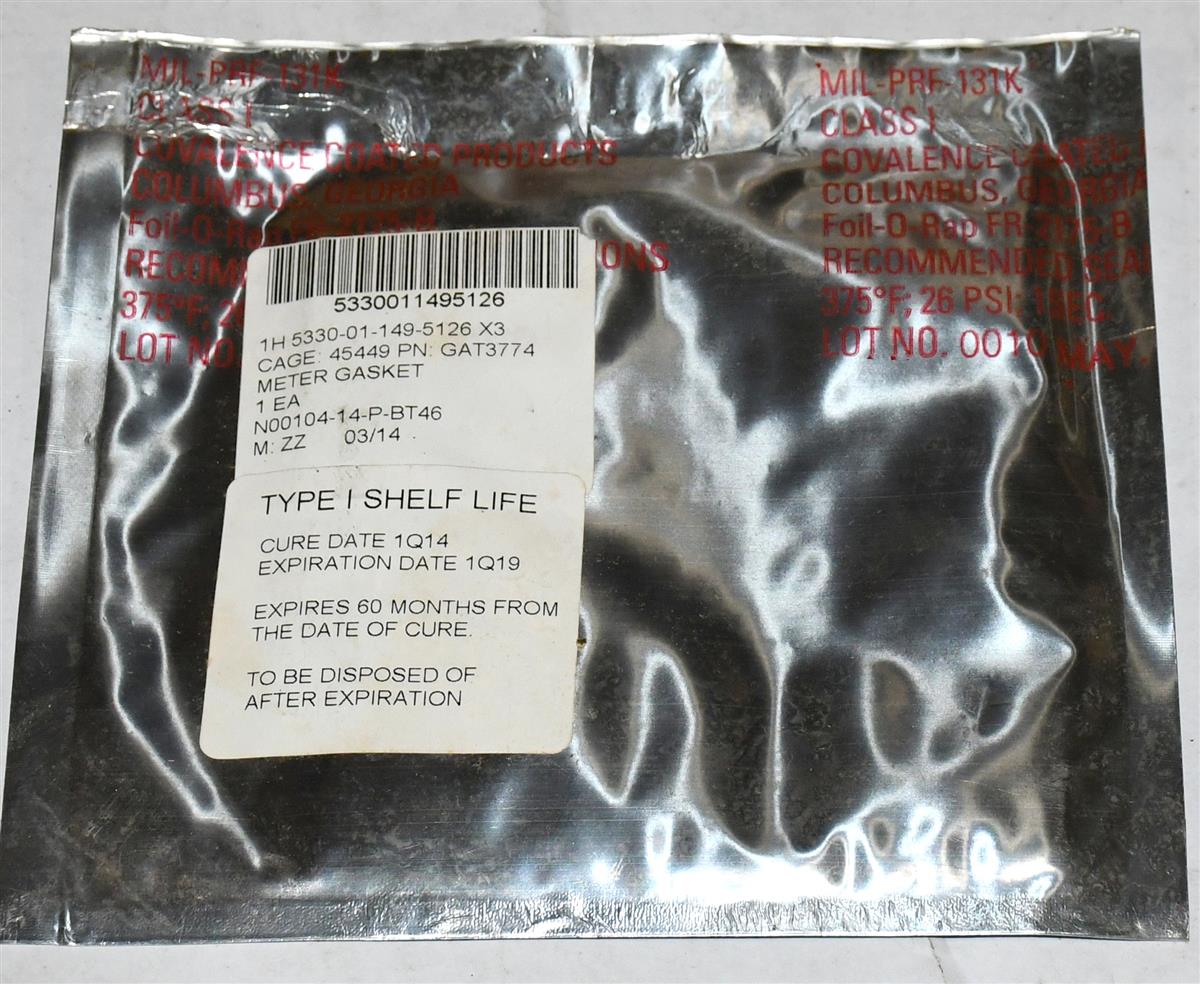 MIL-PRF-131K
CLASS I
COVALENCE COATED PRODUCTS
COLUMBUS, GEORGIA
Foil-O-Rap FR-2175-B
RECOM
375°F; 26
LOT NO.
MIL-PRF-131K
CLASS I
COVALENCE COATED
COLUMBUS, GEORGIA
Foil-O-Rap FR-2175-B
RECOMMENDED SEAL
375°F; 26 PSI; 1SEC.
LOT NO. 0010 MAY.
5330011495126
1H 5330-01-149-5126 X3
CAGE: 45449 PN: GAT3774
METER GASKET
1 EA
N00104-14-P-BT46
M: ZZ 03/14
TYPE I SHELF LIFE
CURE DATE 1Q14
EXPIRATION DATE 1Q19
EXPIRES 60 MONTHS FROM
THE DATE OF CURE.
TO BE DISPOSED OF
AFTER EXPIRATION